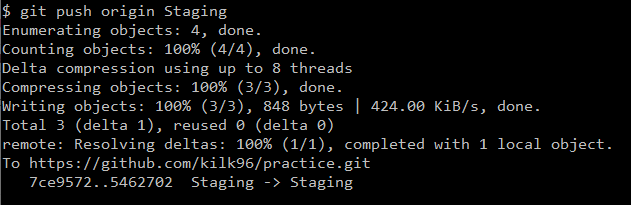 $ git push origin Staging
Enumerating objects: 4, done.
Counting objects: 100% (4/4), done.
Delta compression using up to 8 threads
Compressing objects: 100% (3/3), done.
Writing objects: 100% (3/3), 848 bytes | 424.00 KiB/s, done.
Total 3 (delta 1), reused 0 (delta 0)
remote: Resolving deltas: 100% (1/1), completed with 1 local object.
To https://github.com/kilk96/practice.git
   7ce9572..5462702  Staging -> Staging